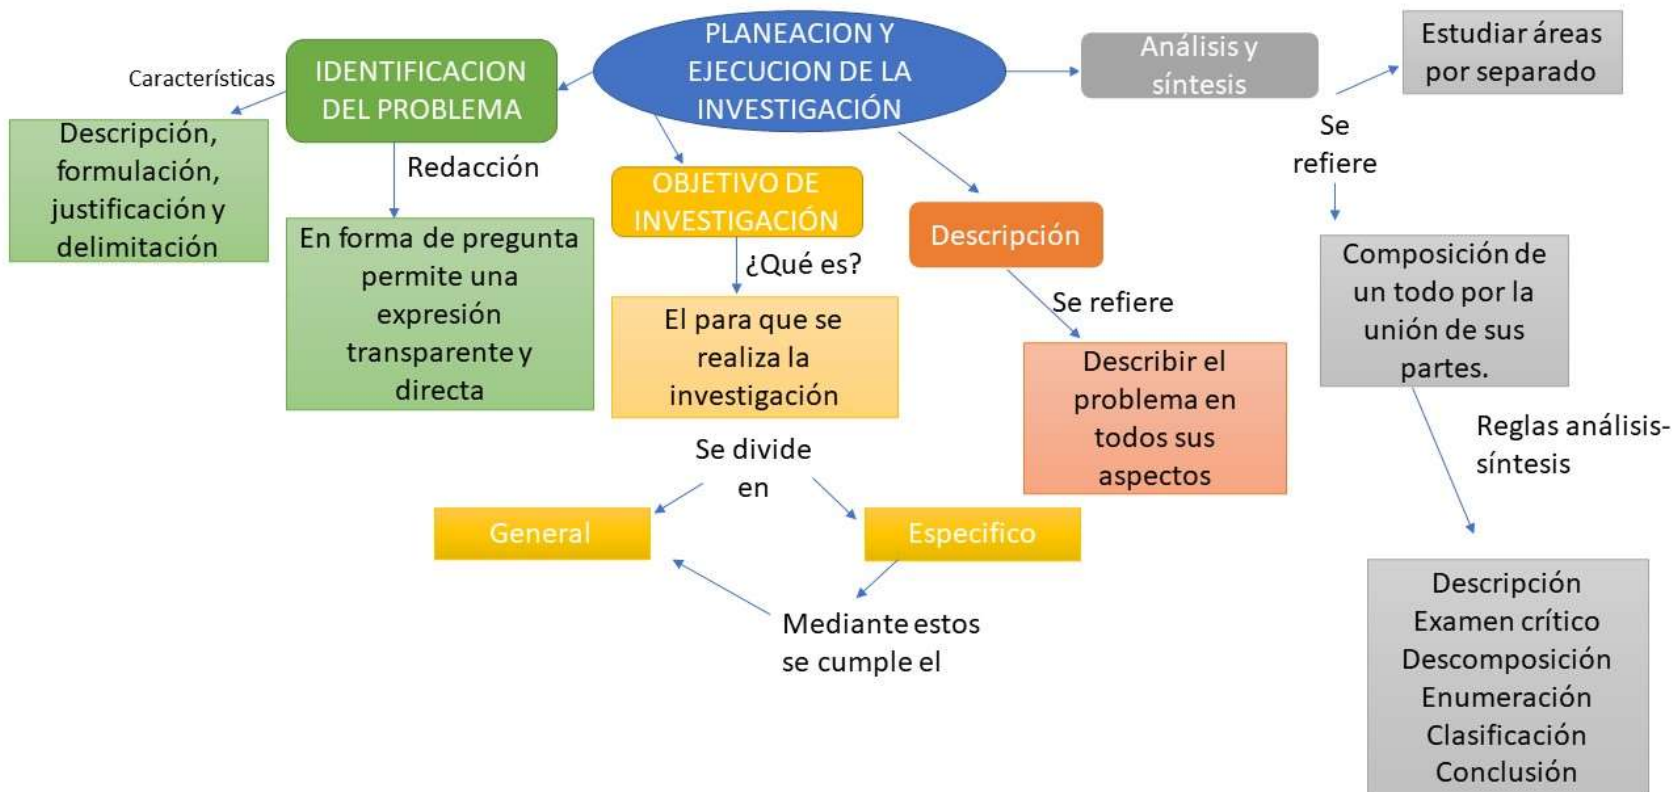 PLANEACION Y
EJECUCION DE LA
INVESTIGACIÓN
Características
IDENTIFICACION
DEL PROBLEMA
Descripción,
formulación,
justificación y
delimitación
Redacción
En forma de pregunta
permite una
expresión
transparente y
directa
OBJETIVO DE
INVESTIGACIÓN
¿Qué es?
El para que se
realiza la
investigación
Se divide
en
General
Especifico
Mediante estos
se cumple el
Descripción
Se refiere
Describir el
problema en
todos sus
aspectos
Análisis y
síntesis
Se
refiere
Estudiar áreas
por separado
Composición de
un todo por la
unión de sus
partes.
Reglas análisis-
síntesis
Descripción
Examen crítico
Descomposición
Enumeración
Clasificación
Conclusión